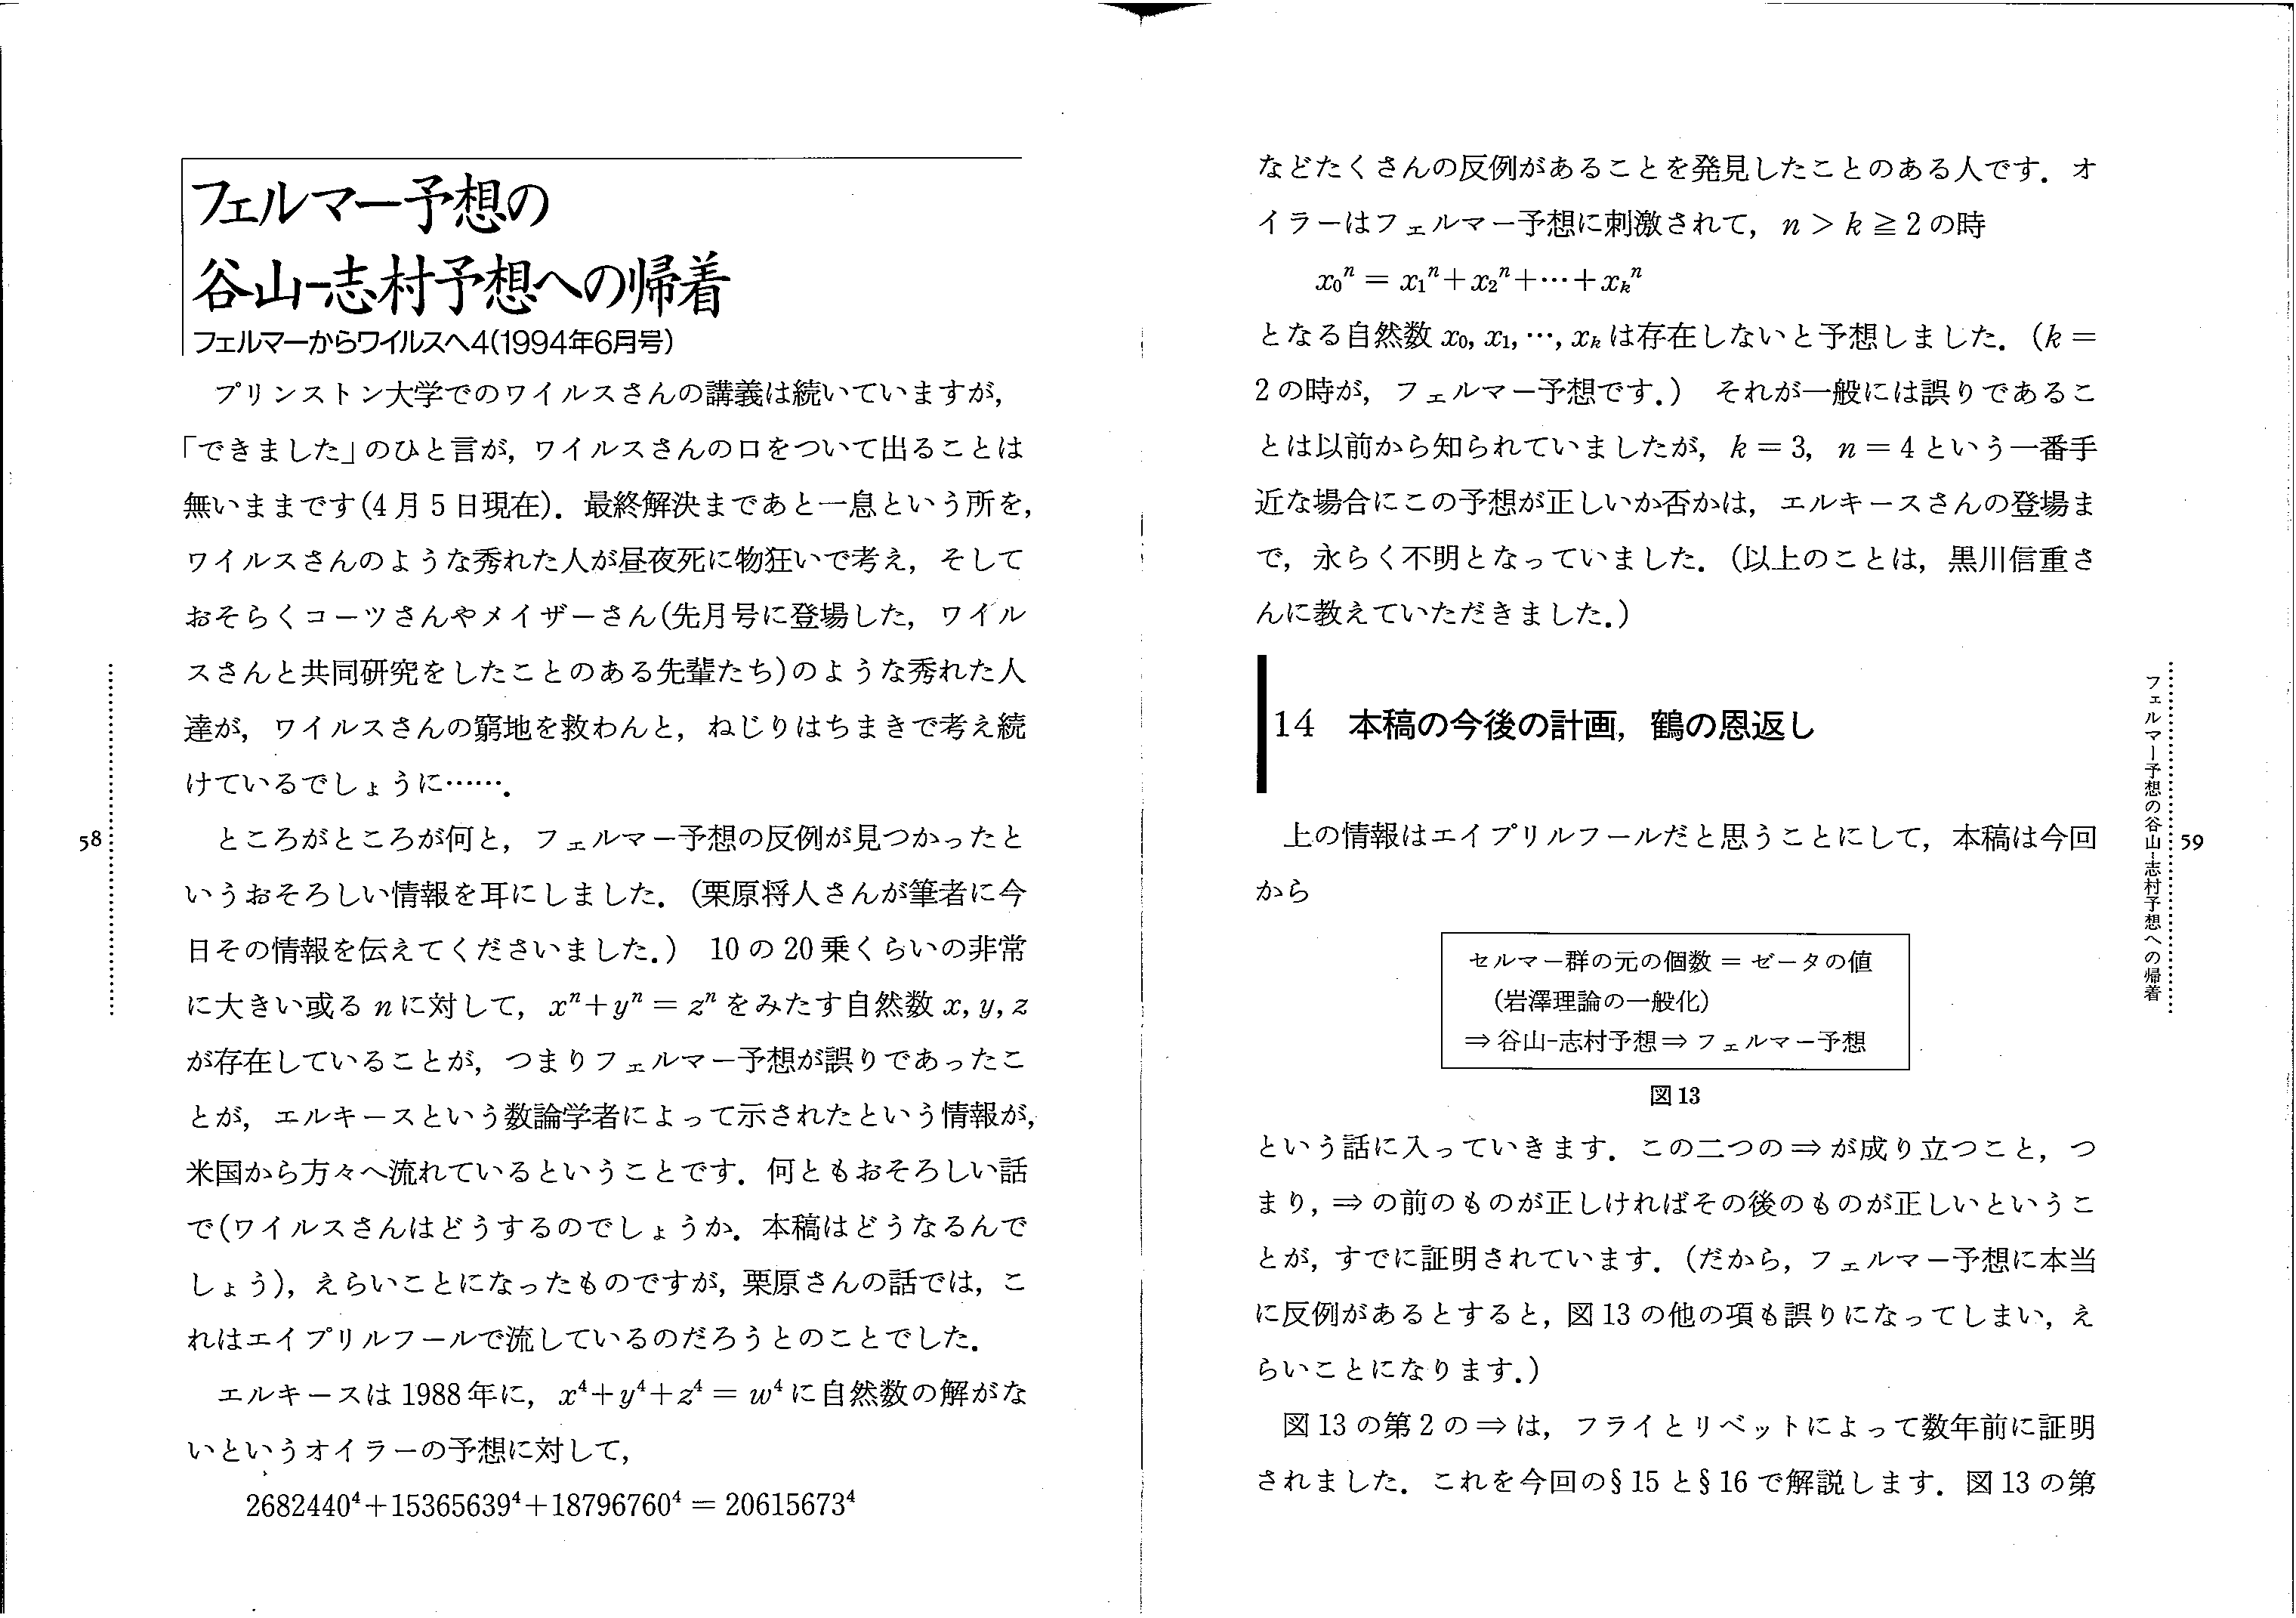 フェルマー予想の
谷山-志村予想への帰着
フェルマーからワイルスへ4(1994年6月号)
プリンストン大学でのワイルスさんの講義は続いていますが,
「できました」のひと言が, ワイルスさんの口をついて出ることは
無いままです(4月5日現在). 最終解決まであと一息という所を,
ワイルスさんのような秀れた人が昼夜死に物狂いで考え, そして
おそらくコーツさんやメイザーさん(先月号に登場した, ワイル
スさんと共同研究をしたことのある先輩たち)のような秀れた人
達が, ワイルスさんの窮地を救わんと, ねじりはちまきで考え続
けているでしょうに…….
ところがところが何と, フェルマー予想の反例が見つかったと
いうおそろしい情報を耳にしました. (栗原将人さんが筆者に今
日その情報を伝えてくださいました.) 10の20乗くらいの非常
に大きい或る n に対して, xⁿ+yⁿ = zⁿ をみたす自然数 x, y, z
が存在していることが, つまりフェルマー予想が誤りであったこ
とが, エルキースという数論学者によって示されたという情報が,
米国から方々へ流れているということです. 何ともおそろしい話
で(ワイルスさんはどうするのでしょうか. 本稿はどうなるんで
しょう), えらいことになったものですが, 栗原さんの話では, こ
れはエイプリルフールで流しているのだろうとのことでした.
エルキースは1988年に, x⁴+y⁴+z⁴ = w⁴ に自然数の解がな
いというオイラーの予想に対して,
2682440⁴+15365639⁴+18796760⁴ = 20615673⁴
58
などたくさんの反例があることを発見したことのある人です. オ
イラーはフェルマー予想に刺激されて, n > k ≧ 2 の時
x₀ⁿ = x₁ⁿ+x₂ⁿ+⋯+xₖⁿ
となる自然数 x₀, x₁, ⋯, xₖ は存在しないと予想しました. (k =
2の時が, フェルマー予想です.) それが一般には誤りであるこ
とは以前から知られていましたが, k = 3, n = 4 という一番手
近な場合にこの予想が正しいか否かは, エルキースさんの登場ま
で, 永らく不明となっていました. (以上のことは, 黒川信重さ
んに教えていただきました.)
14 本稿の今後の計画, 鶴の恩返し
上の情報はエイプリルフールだと思うことにして, 本稿は今回
から
セルマー群の元の個数 = ゼータの値
(岩澤理論の一般化)
⇒ 谷山-志村予想 ⇒ フェルマー予想
図13
という話に入っていきます. この二つの ⇒ が成り立つこと, つ
まり, ⇒ の前のものが正しければその後のものが正しいというこ
とが, すでに証明されています. (だから, フェルマー予想に本当
に反例があるとすると, 図13の他の項も誤りになってしまい, え
らいことになります.)
図13の第2の ⇒ は, フライとリベットによって数年前に証明
されました. これを今回の§15と§16で解説します. 図13の第
フェルマー予想の谷山-志村予想への帰着
59